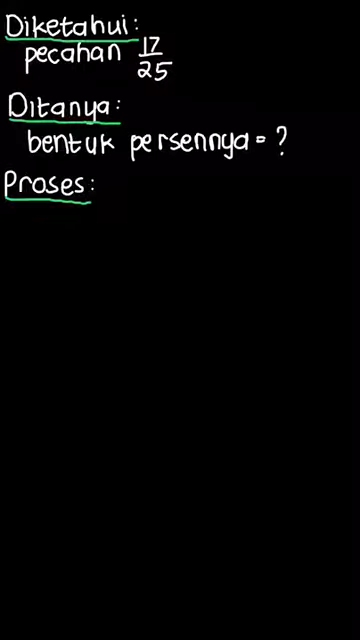 Diketahui:
pecahan 17/25
Ditanya:
bentuk persennya = ?
Proses: